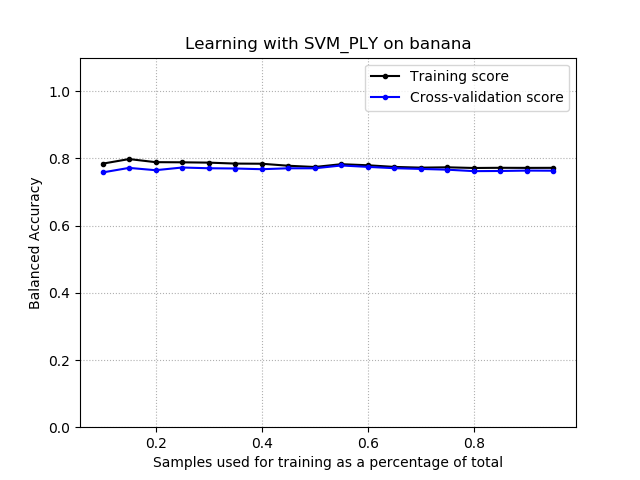 Learning with SVM_PLY on banana
Training score
Cross-validation score
Balanced Accuracy
1.0
0.8
0.6
0.4
0.2
0.0
0.2 0.4 0.6 0.8
Samples used for training as a percentage of total